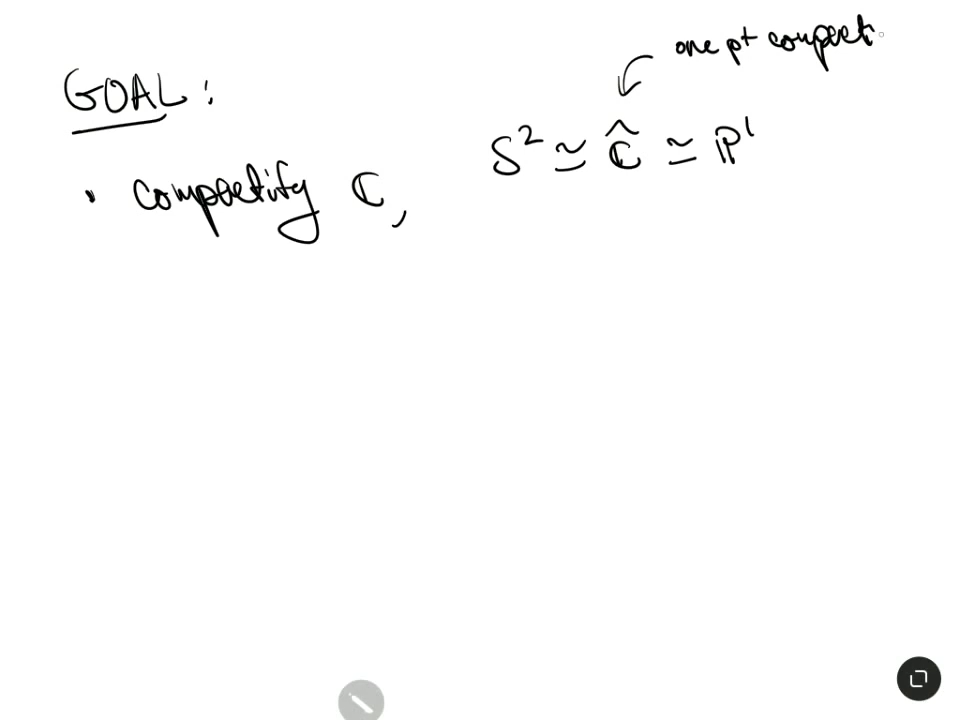 one pt compact.
GOAL:
S² ≃ Ĉ ≃ ℙ¹
• compactify ℂ,